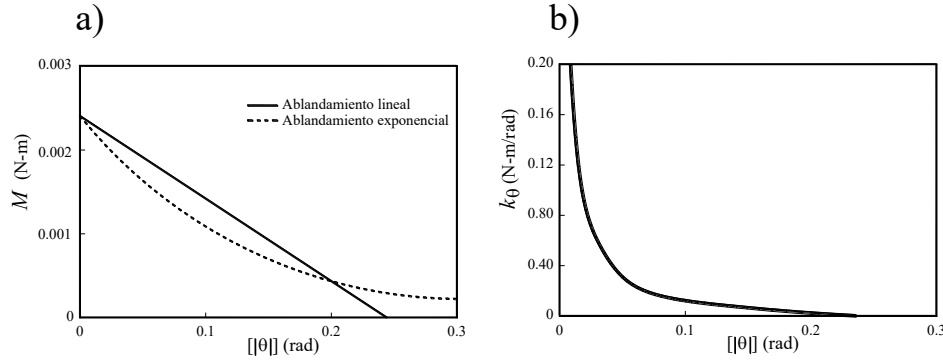 a)
0.003
0.002
0.001
0
M (N-m)
Ablandamiento lineal
Ablandamiento exponencial
0 0.1 0.2 0.3
[|θ|] (rad)
b)
0.20
0.16
0.12
0.80
0.40
0.00
kθ (N-m/rad)
0 0.1 0.2 0.3
[|θ|] (rad)